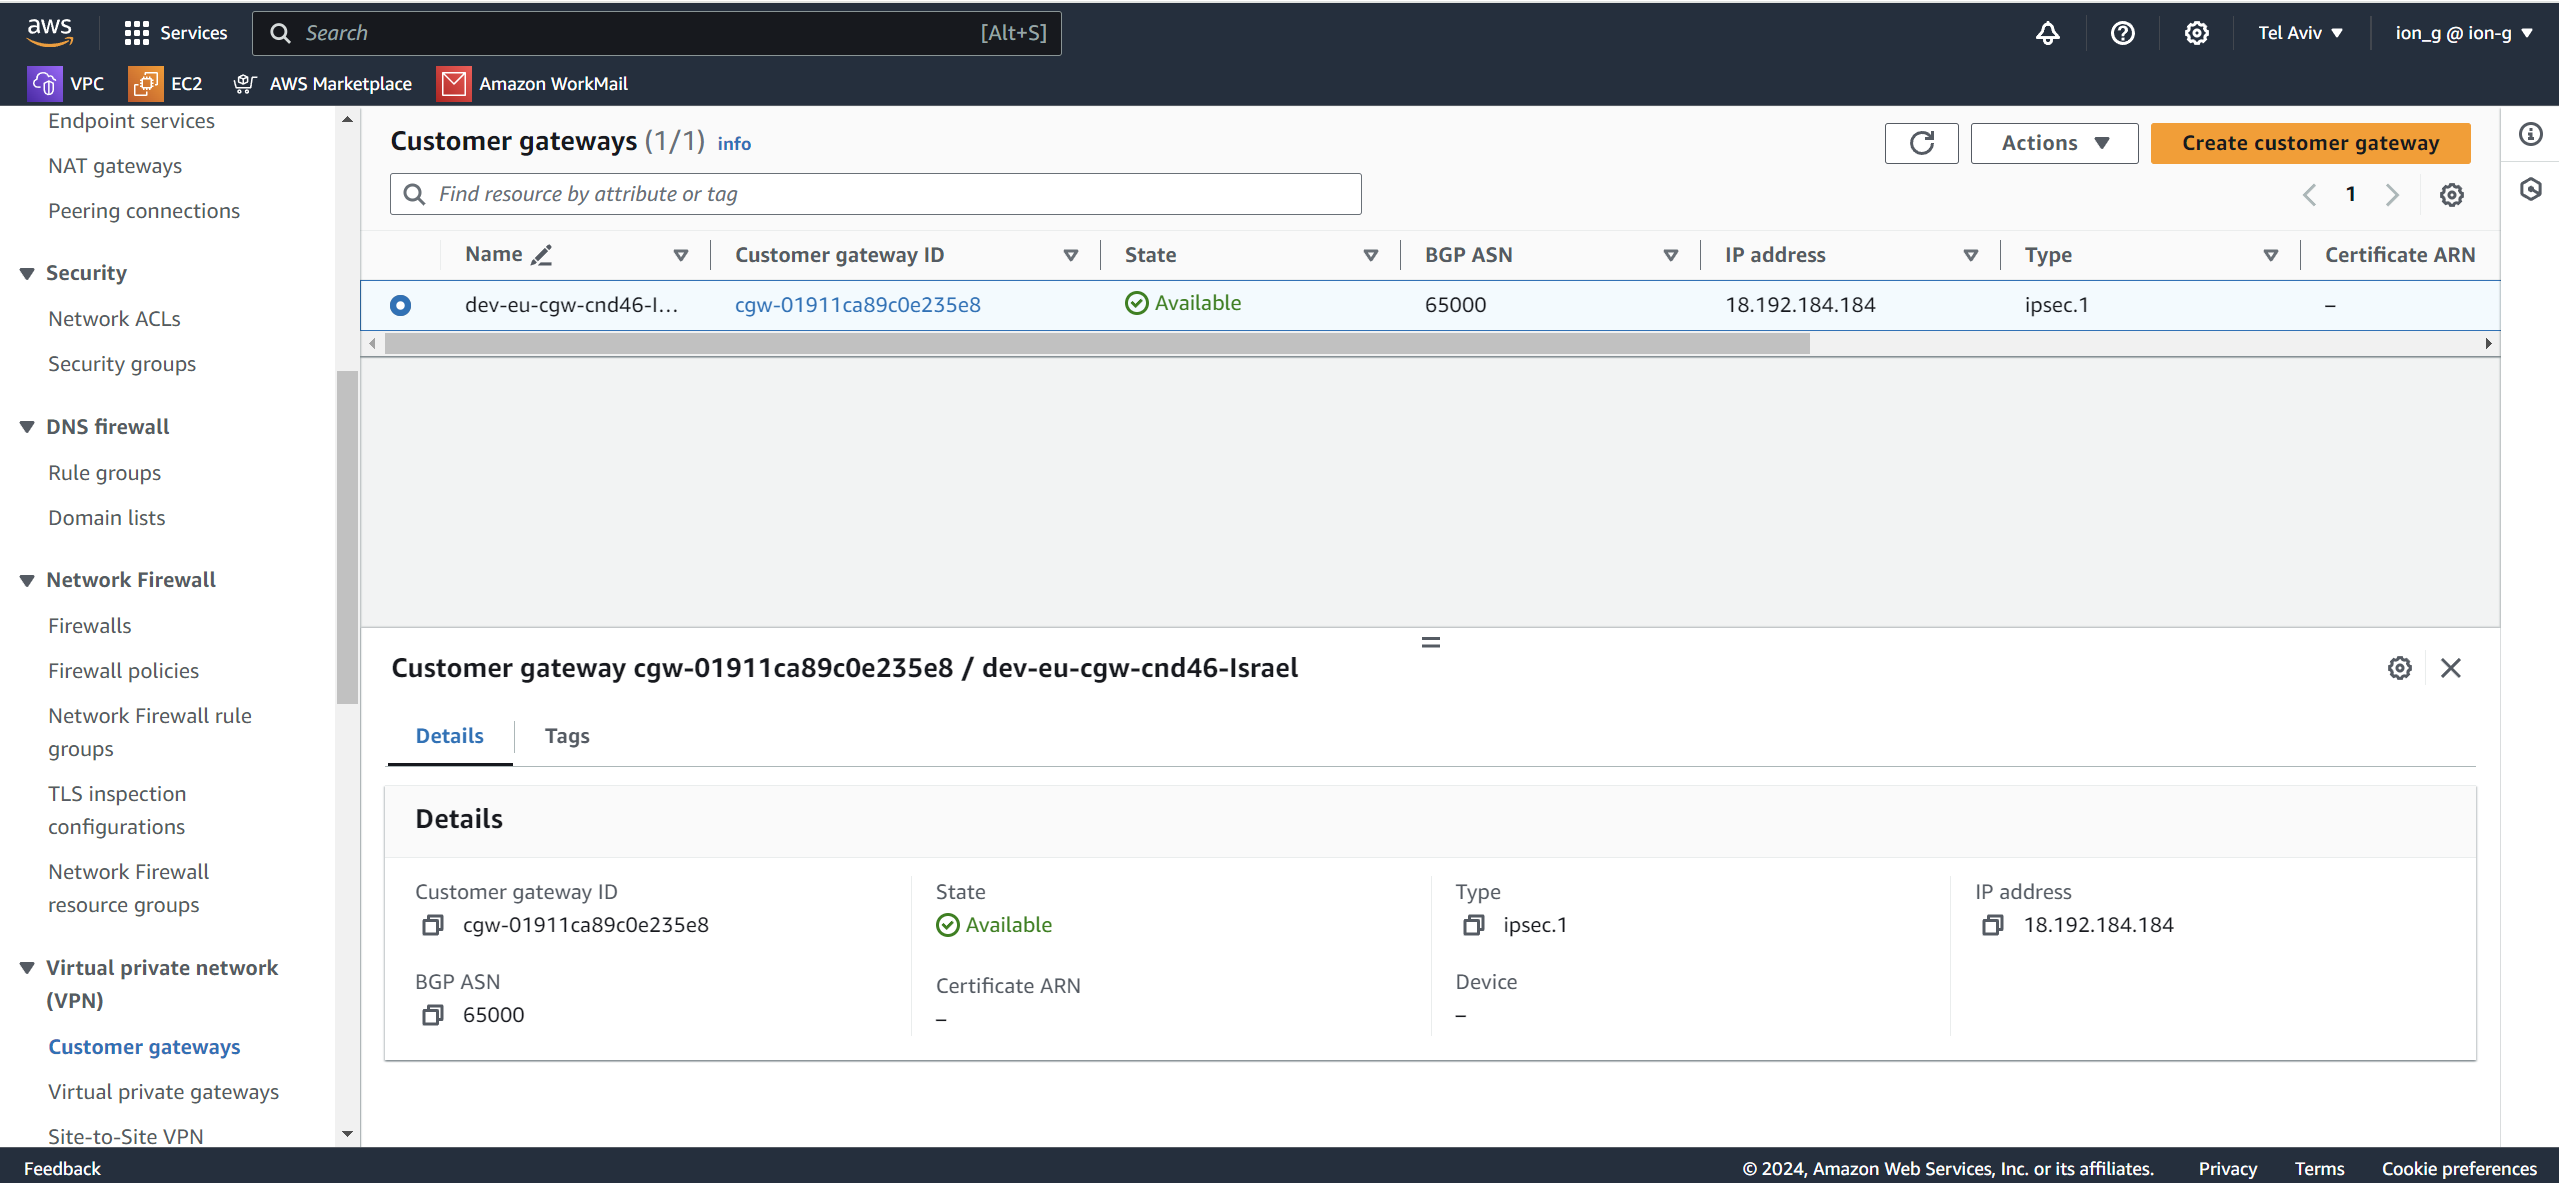 aws
Services
Search
[Alt+S]
Tel Aviv
ion_g @ ion-g
VPC
EC2
AWS Marketplace
Amazon WorkMail
Endpoint services
NAT gateways
Peering connections
Security
Network ACLs
Security groups
DNS firewall
Rule groups
Domain lists
Network Firewall
Firewalls
Firewall policies
Network Firewall rule
groups
TLS inspection
configurations
Network Firewall
resource groups
Virtual private network
(VPN)
Customer gateways
Virtual private gateways
Site-to-Site VPN
Customer gateways (1/1) info
Actions
Create customer gateway
Find resource by attribute or tag
1
Name
Customer gateway ID
State
BGP ASN
IP address
Type
Certificate ARN
dev-eu-cgw-cnd46-I...
cgw-01911ca89c0e235e8
Available
65000
18.192.184.184
ipsec.1
–
Customer gateway cgw-01911ca89c0e235e8 / dev-eu-cgw-cnd46-Israel
Details
Tags
Details
Customer gateway ID
cgw-01911ca89c0e235e8
State
Available
Type
ipsec.1
IP address
18.192.184.184
BGP ASN
65000
Certificate ARN
–
Device
–
Feedback
© 2024, Amazon Web Services, Inc. or its affiliates.
Privacy
Terms
Cookie preferences